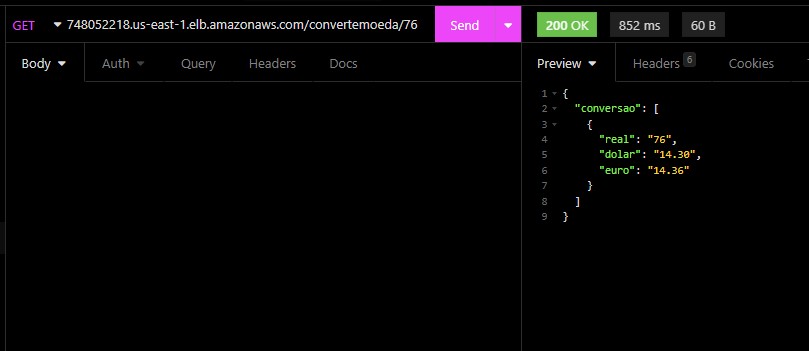 GET 748052218.us-east-1.elb.amazonaws.com/convertemoeda/76 Send 200 OK 852 ms 60 B
Body Auth Query Headers Docs Preview Headers 6 Cookies
1 {
2 "conversao": [
3 {
4 "real": "76",
5 "dolar": "14.30",
6 "euro": "14.36"
7 }
8 ]
9 }